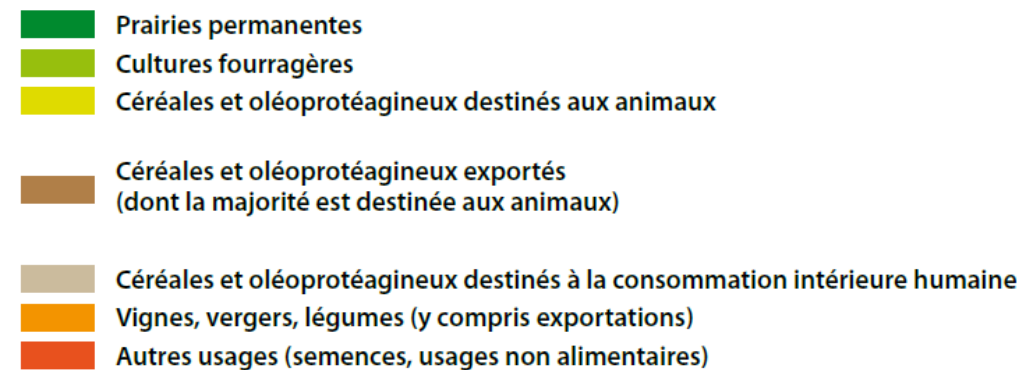 Prairies permanentes
Cultures fourragères
Céréales et oléoprotéagineux destinés aux animaux
Céréales et oléoprotéagineux exportés
(dont la majorité est destinée aux animaux)
Céréales et oléoprotéagineux destinés à la consommation intérieure humaine
Vignes, vergers, légumes (y compris exportations)
Autres usages (semences, usages non alimentaires)